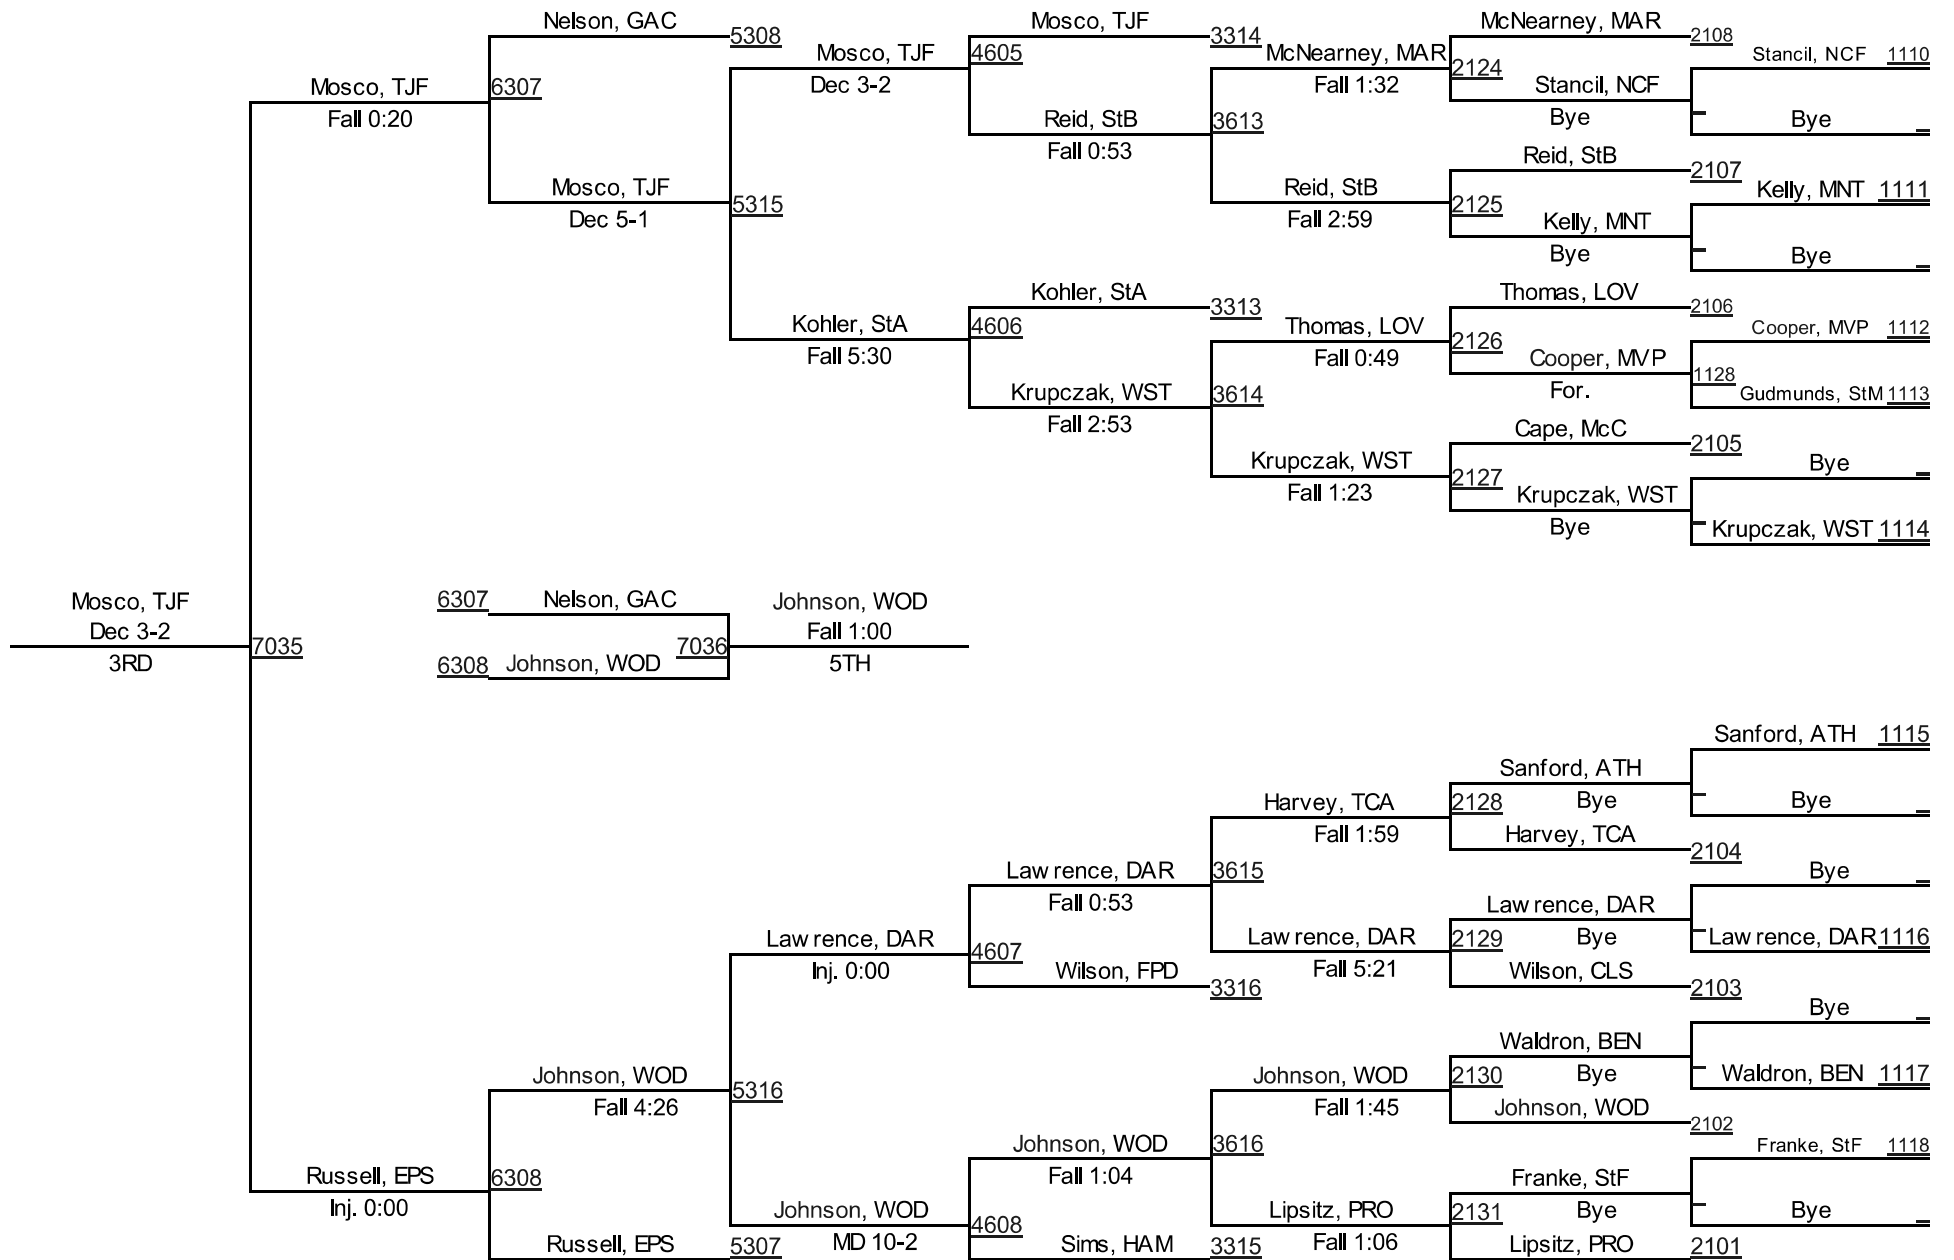 Nelson, GAC
Mosco, TJF
McNearney, MAR
5308
3314
2108
Mosco, TJF
4605
McNearney, MAR
Stancil, NCF 1110
Dec 3-2
Fall 1:32
2124
Stancil, NCF
Mosco, TJF
6307
Fall 0:20
Reid, StB
3613
Bye
Bye
Fall 0:53
Reid, StB
2107
Mosco, TJF
5315
Reid, StB
2125
Kelly, MNT 1111
Dec 5-1
Fall 2:59
Kelly, MNT
Bye
Bye
Kohler, StA
3313
Thomas, LOV
2106
Kohler, StA
4606
Thomas, LOV
2126
Cooper, MVP 1112
Fall 5:30
Fall 0:49
Cooper, MVP
1128
Krupczak, WST
3614
For.
Gudmunds, StM 1113
Fall 2:53
Cape, McC
2105
Krupczak, WST
2127
Bye
Fall 1:23
Krupczak, WST
Bye
Krupczak, WST 1114
Mosco, TJF
6307 Nelson, GAC
Johnson, WOD
Dec 3-2
7035
7036
Fall 1:00
3RD
6308 Johnson, WOD
5TH
Sanford, ATH 1115
Sanford, ATH
Harvey, TCA
2128
Bye
Bye
Fall 1:59
Harvey, TCA
2104
Lawrence, DAR
3615
Bye
Fall 0:53
Lawrence, DAR
Lawrence, DAR
4607
Lawrence, DAR
2129
Bye
Lawrence, DAR 1116
Inj. 0:00
Wilson, FPD
3316
Fall 5:21
Wilson, CLS
2103
Bye
Waldron, BEN
Johnson, WOD
5316
Johnson, WOD
2130
Bye
Waldron, BEN 1117
Fall 4:26
Fall 1:45
Johnson, WOD
2102
Johnson, WOD
3616
Franke, StF 1118
Russell, EPS
6308
Fall 1:04
Franke, StF
Inj. 0:00
Johnson, WOD
4608
Lipsitz, PRO
2131
Bye
Bye
Russell, EPS
5307
MD 10-2
Sims, HAM
3315
Fall 1:06
Lipsitz, PRO
2101